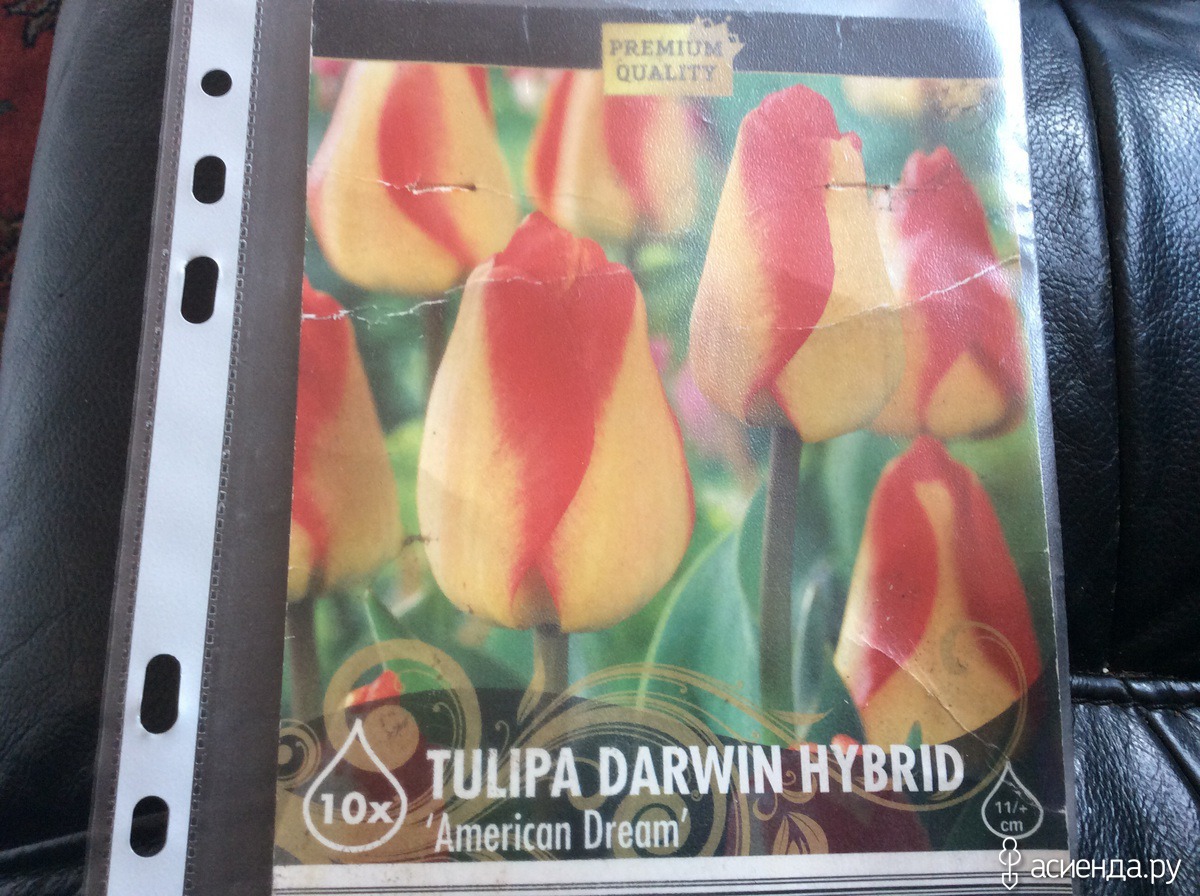 PREMIUM
QUALITY
TULIPA DARWIN HYBRID
'American Dream'
10x
11/+
cm
асиенда.ру